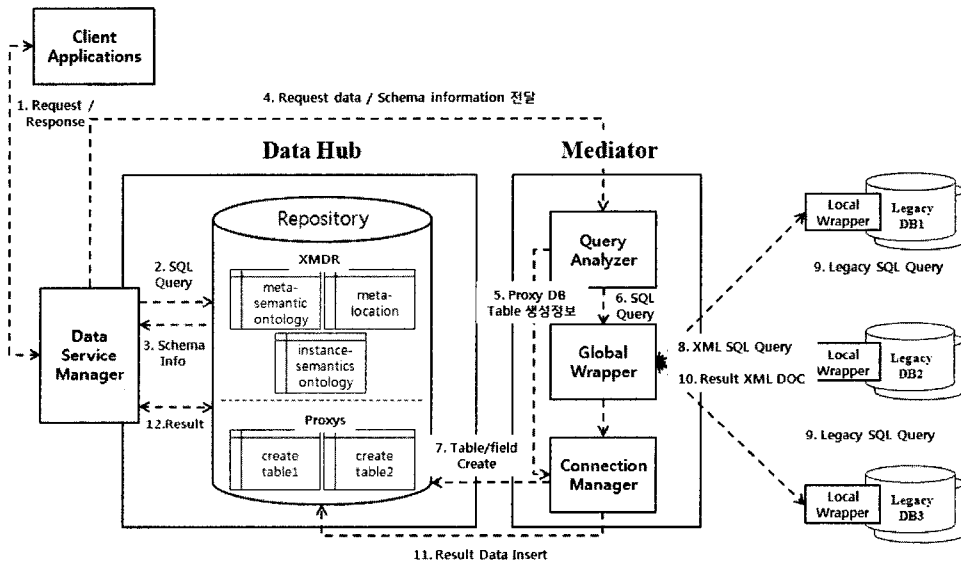 Client
Applications
1. Request /
Response
4. Request data / Schema information 전달
Data Hub
Mediator
Repository
XMDR
meta-
semantic
ontology
meta-
location
instance-
semantics
ontology
Proxys
create
table1
create
table2
2. SQL
Query
3. Schema
Info
12.Result
Data
Service
Manager
Query
Analyzer
5. Proxy DB
Table 생성정보
6. SQL
Query
Global
Wrapper
7. Table/field
Create
Connection
Manager
11. Result Data Insert
8. XML SQL Query
10. Result XML DOC
Local
Wrapper
Legacy
DB1
9. Legacy SQL Query
Local
Wrapper
Legacy
DB2
9. Legacy SQL Query
Local
Wrapper
Legacy
DB3